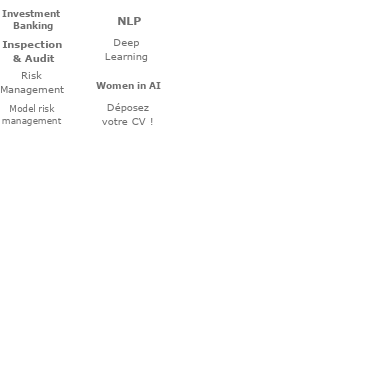 Investment
Banking
Inspection
& Audit
Risk
Management
Model risk
management
NLP
Deep
Learning
Women in AI
Déposez
votre CV !